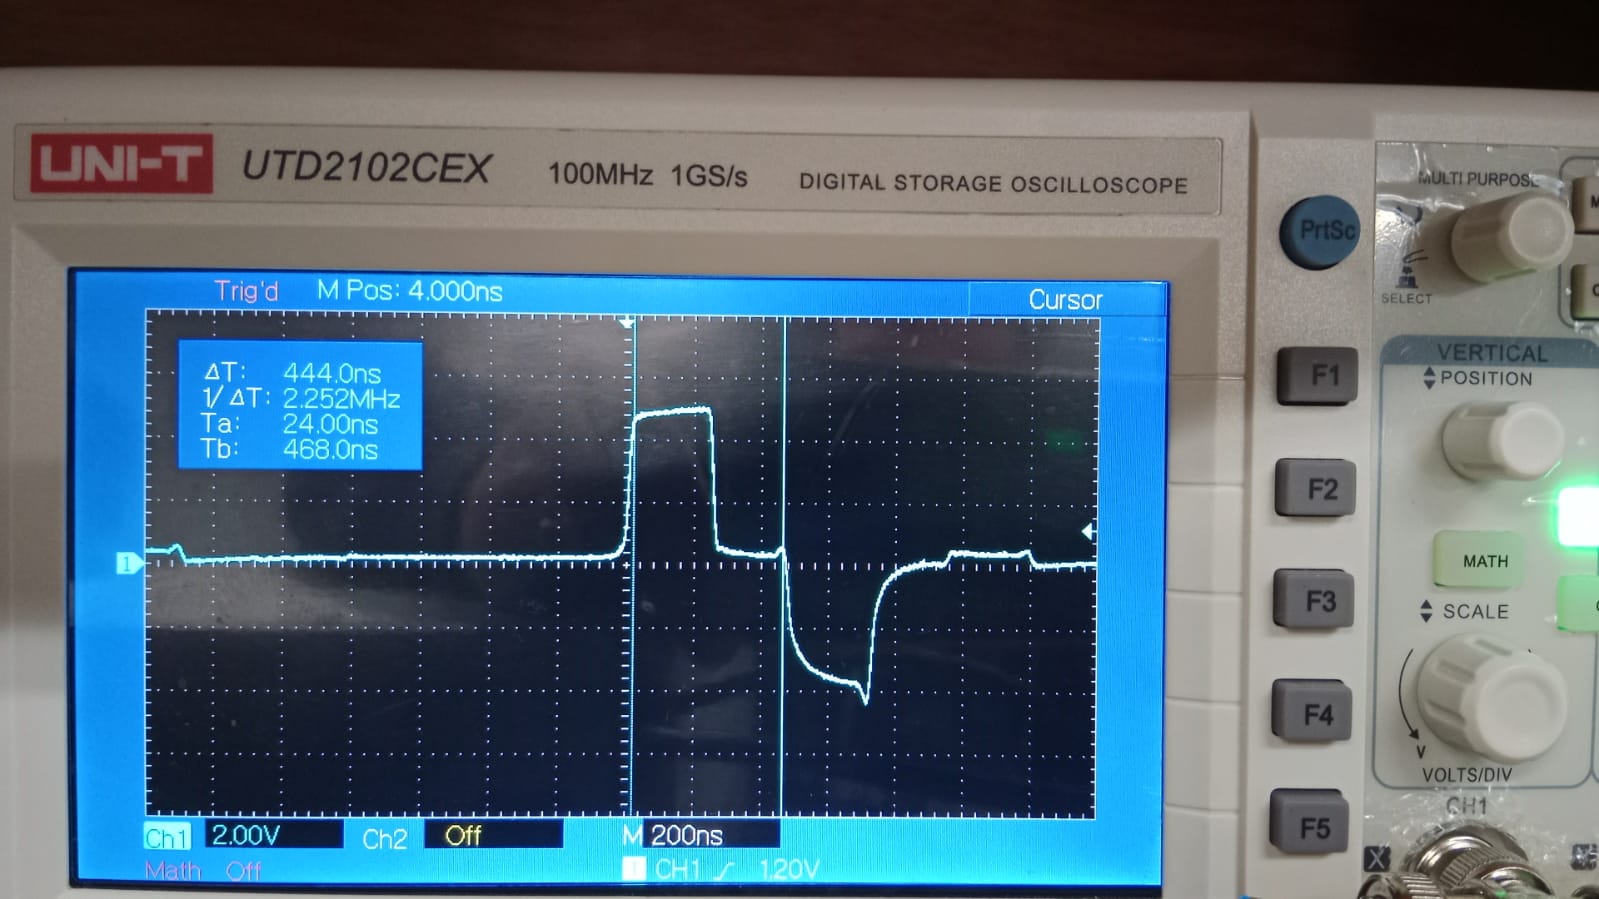 UNI-T UTD2102CEX 100MHz 1GS/s DIGITAL STORAGE OSCILLOSCOPE
MULTI PURPOSE
PrtSc
SELECT
Trig'd M Pos: 4.000ns Cursor
ΔT: 444.0ns
1/ΔT: 2.252MHz
Ta: 24.00ns
Tb: 468.0ns
1
F1
F2
F3
F4
F5
VERTICAL
POSITION
MATH
SCALE
V
VOLTS/DIV
CH1
X
Ch1 2.00V Ch2 Off M 200ns
Math Off T CH1 1.20V